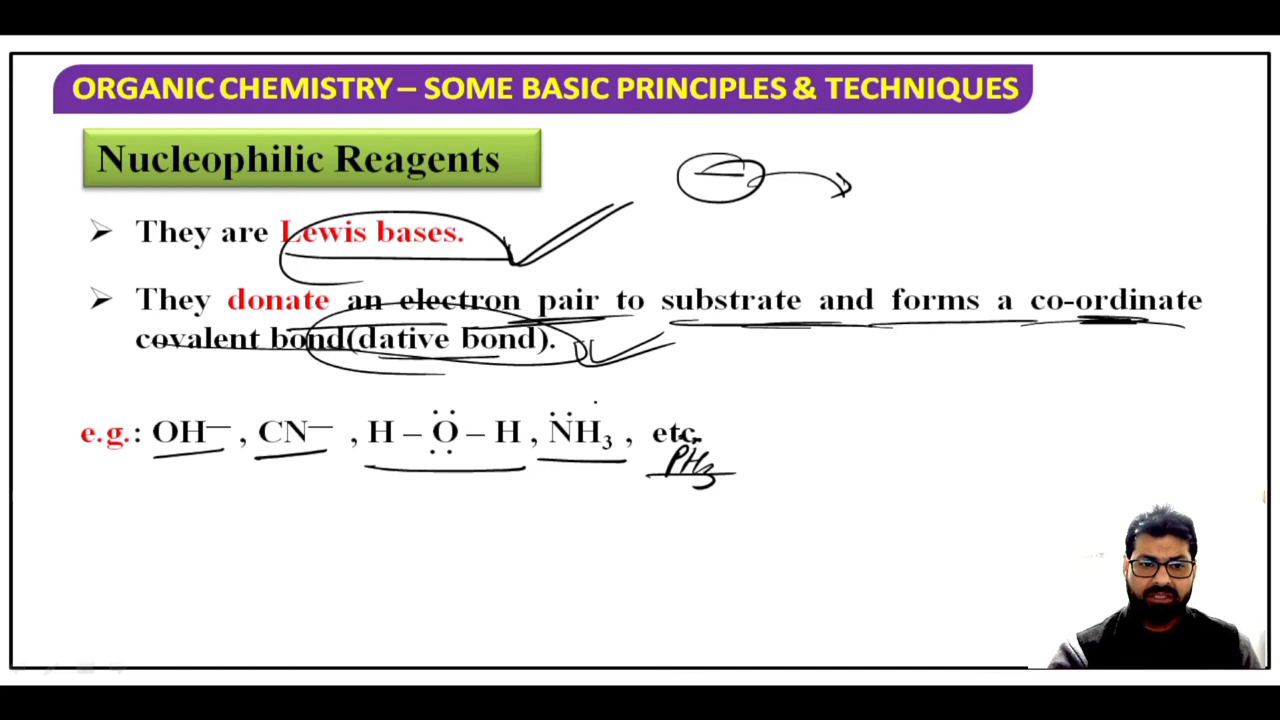 ORGANIC CHEMISTRY – SOME BASIC PRINCIPLES & TECHNIQUES
Nucleophilic Reagents
➢ They are Lewis bases.
➢ They donate an electron pair to substrate and forms a co-ordinate
covalent bond(dative bond).
e.g.: OH⁻ , CN⁻ , H – Ö – H , N̈H₃ , etc.
PH₃